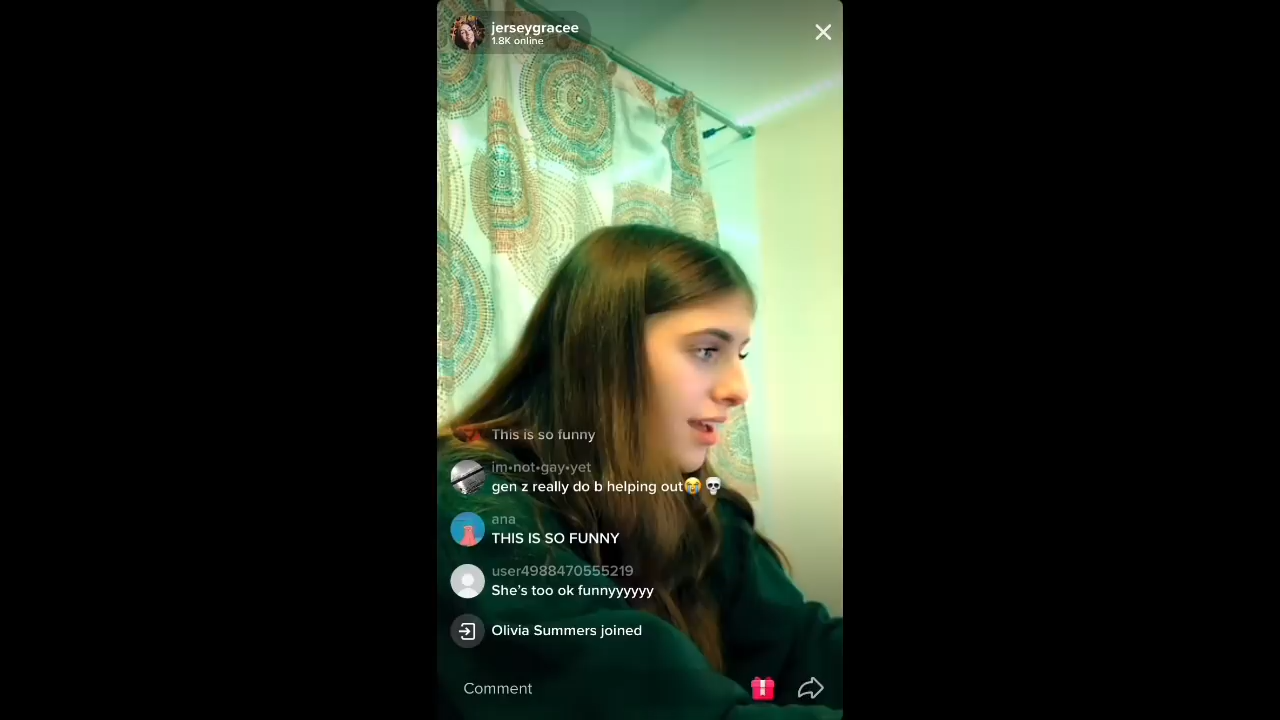 jerseygracee
1.8K online
This is so funny
im•not•gay•yet
gen z really do b helping out😭💀
ana
THIS IS SO FUNNY
user4988470555219
She's too ok funnyyyyyy
Olivia Summers joined
Comment